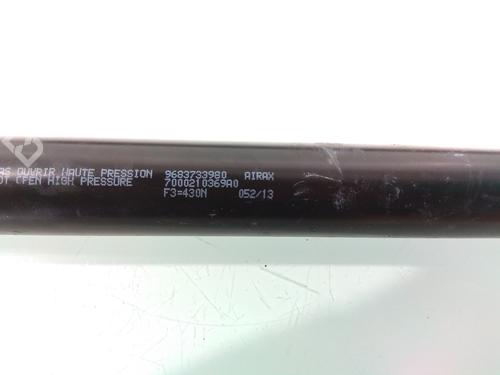 AS OUVRIR HAUTE PRESSION 9683733980 AIRAX
OT OPEN HIGH PRESSURE 7000210369A0
F3=430N 052/13